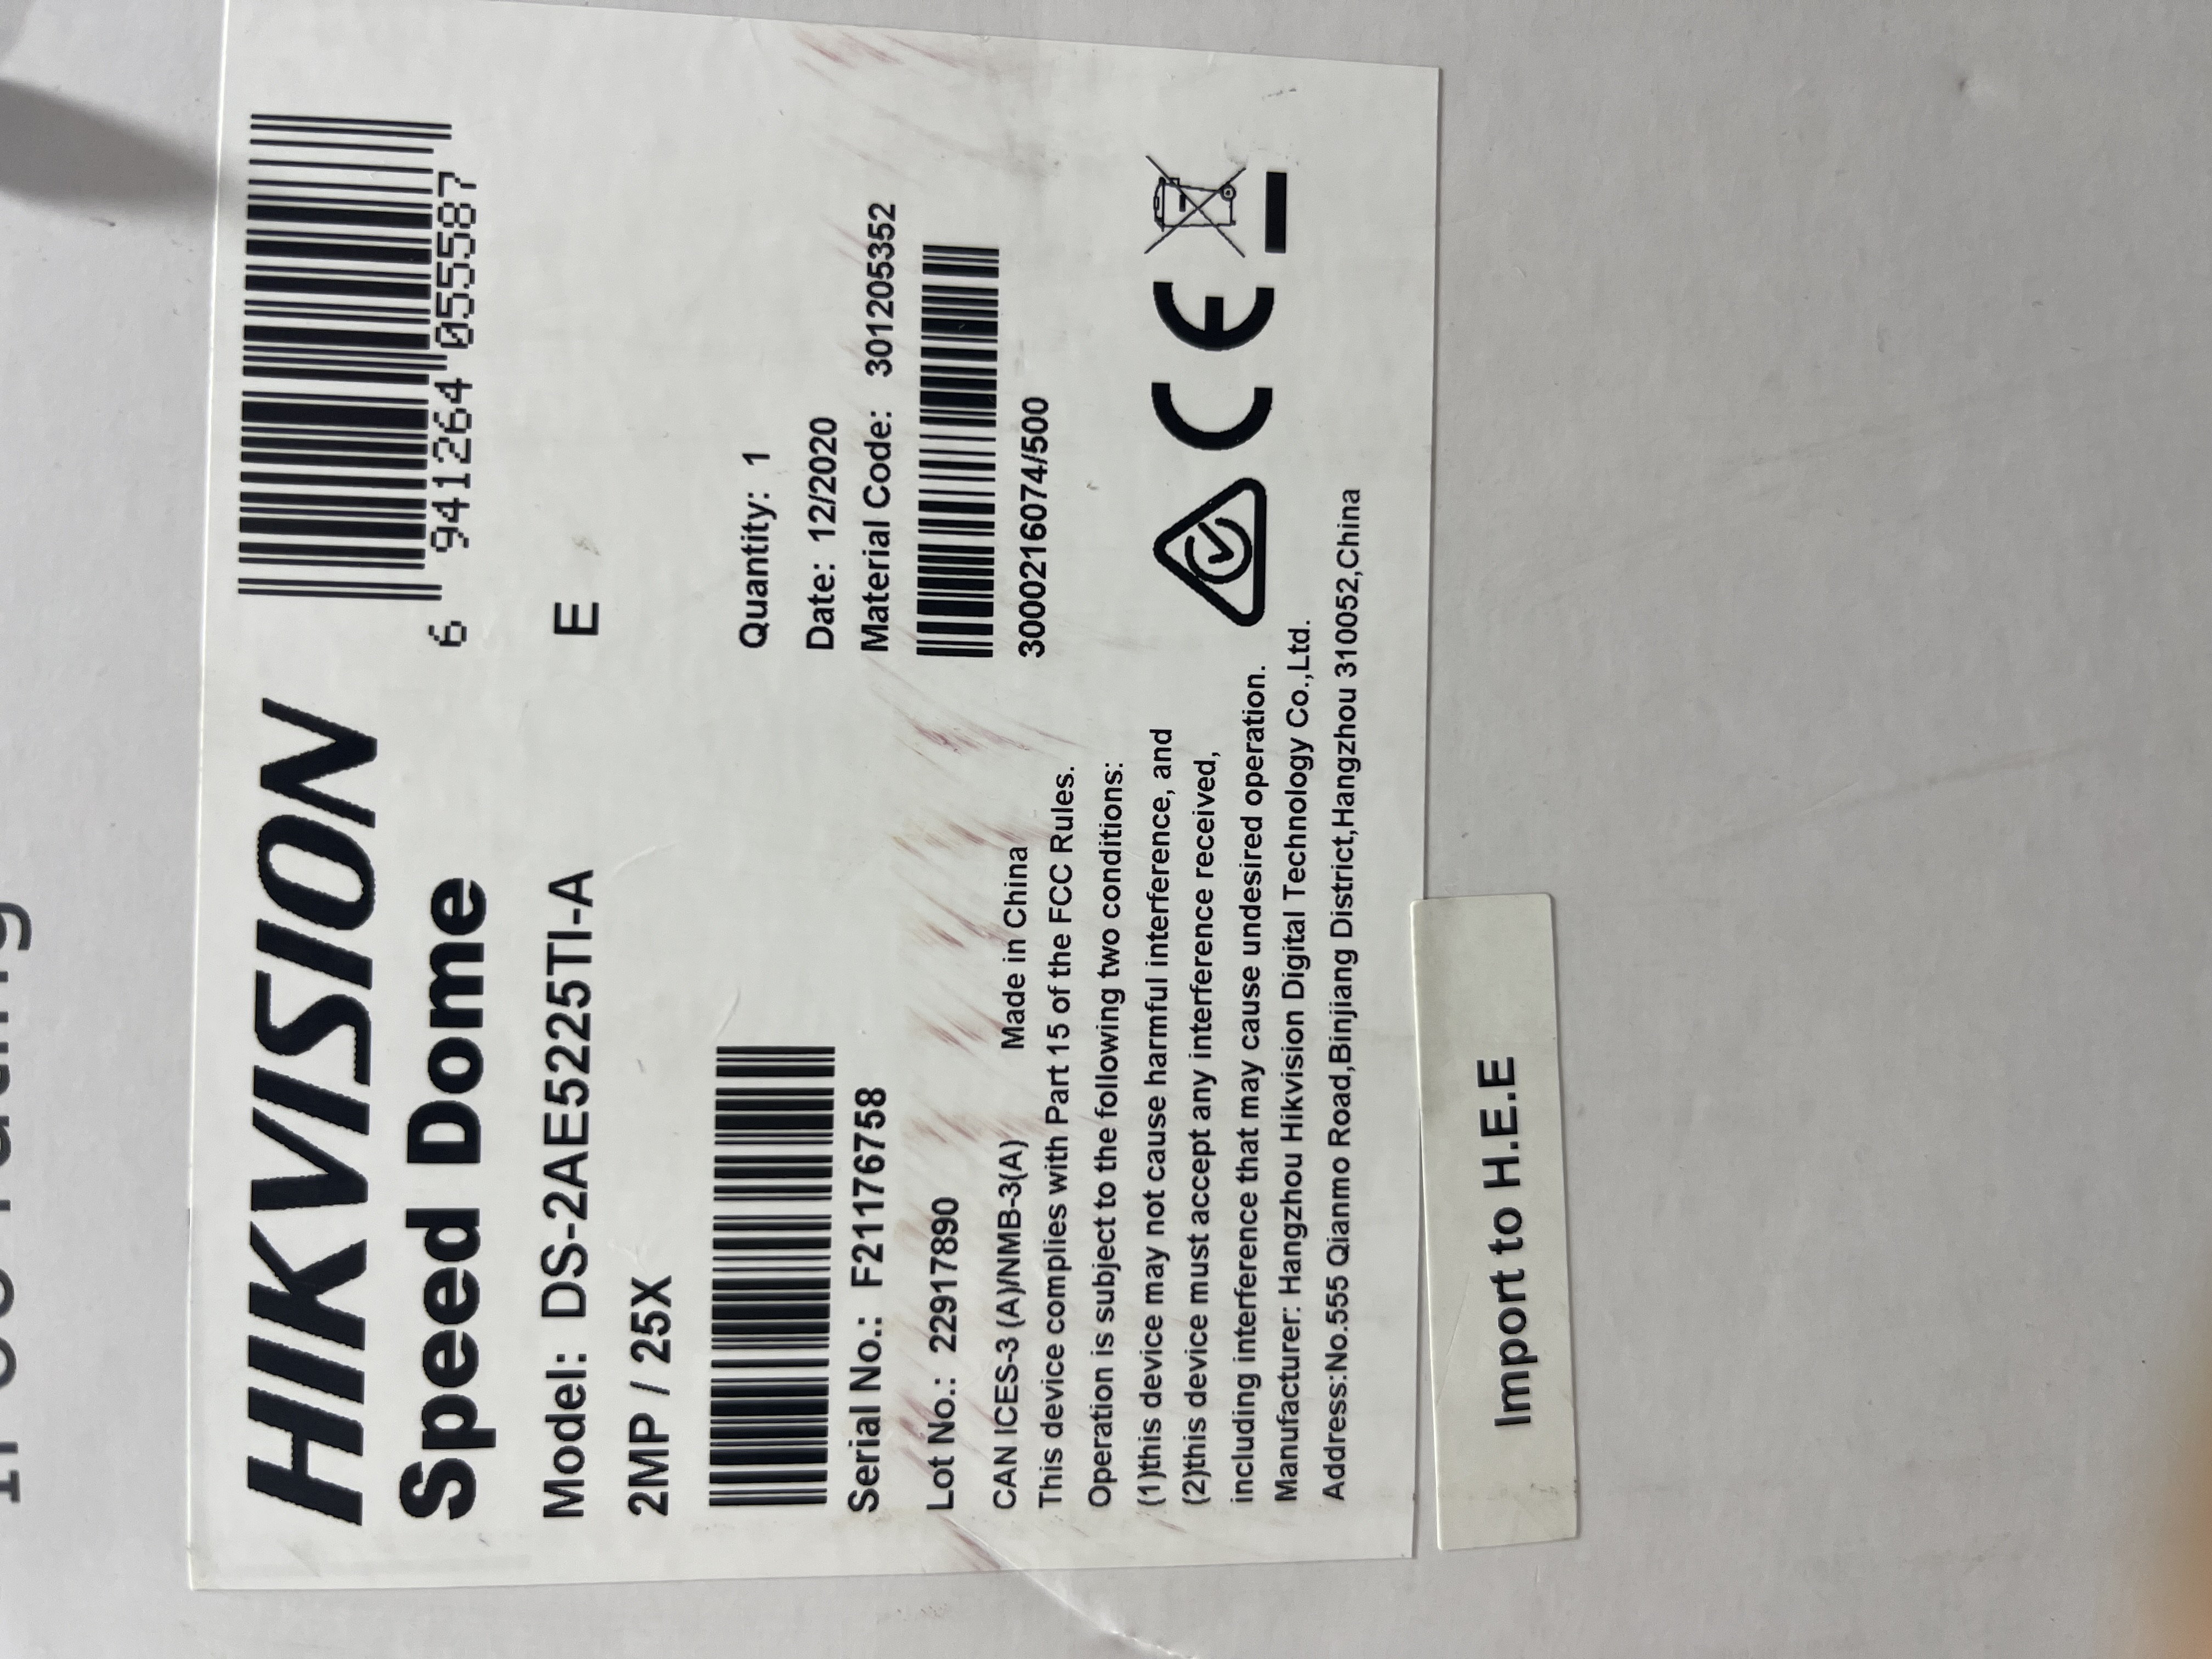 HIKVISION
6 941264 055587
Speed Dome
Model: DS-2AE5225TI-A E
2MP / 25X
Quantity: 1
Date: 12/2020
Serial No.: F21176758
Material Code: 301205352
Lot No.: 22917890
CAN ICES-3 (A)/NMB-3(A) Made in China
3000216074/500
This device complies with Part 15 of the FCC Rules.
Operation is subject to the following two conditions:
(1)this device may not cause harmful interference, and
(2)this device must accept any interference received,
including interference that may cause undesired operation.
CE
Manufacturer: Hangzhou Hikvision Digital Technology Co.,Ltd.
Address:No.555 Qianmo Road,Binjiang District,Hangzhou 310052,China
Import to H.E.E